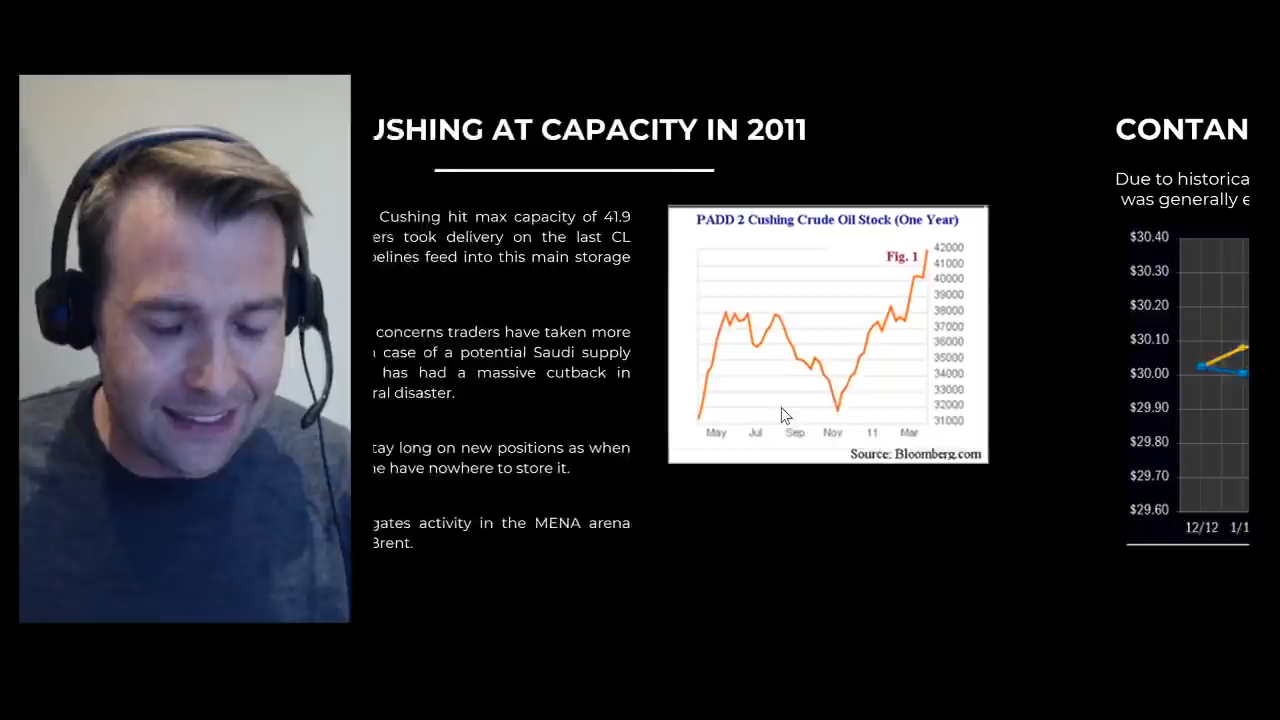 USHING AT CAPACITY IN 2011
Cushing hit max capacity of 41.9
ers took delivery on the last CL
pelines feed into this main storage
concerns traders have taken more
case of a potential Saudi supply
has had a massive cutback in
ral disaster.
tay long on new positions as when
ne have nowhere to store it.
gates activity in the MENA arena
Brent.
PADD 2 Cushing Crude Oil Stock (One Year)
Fig. 1
42000
41000
40000
39000
38000
37000
36000
35000
34000
33000
32000
31000
May Jul Sep Nov 11 Mar
Source: Bloomberg.com
CONTAN
Due to historica
was generally e
$30.40
$30.30
$30.20
$30.10
$30.00
$29.90
$29.80
$29.70
$29.60
12/12 1/1